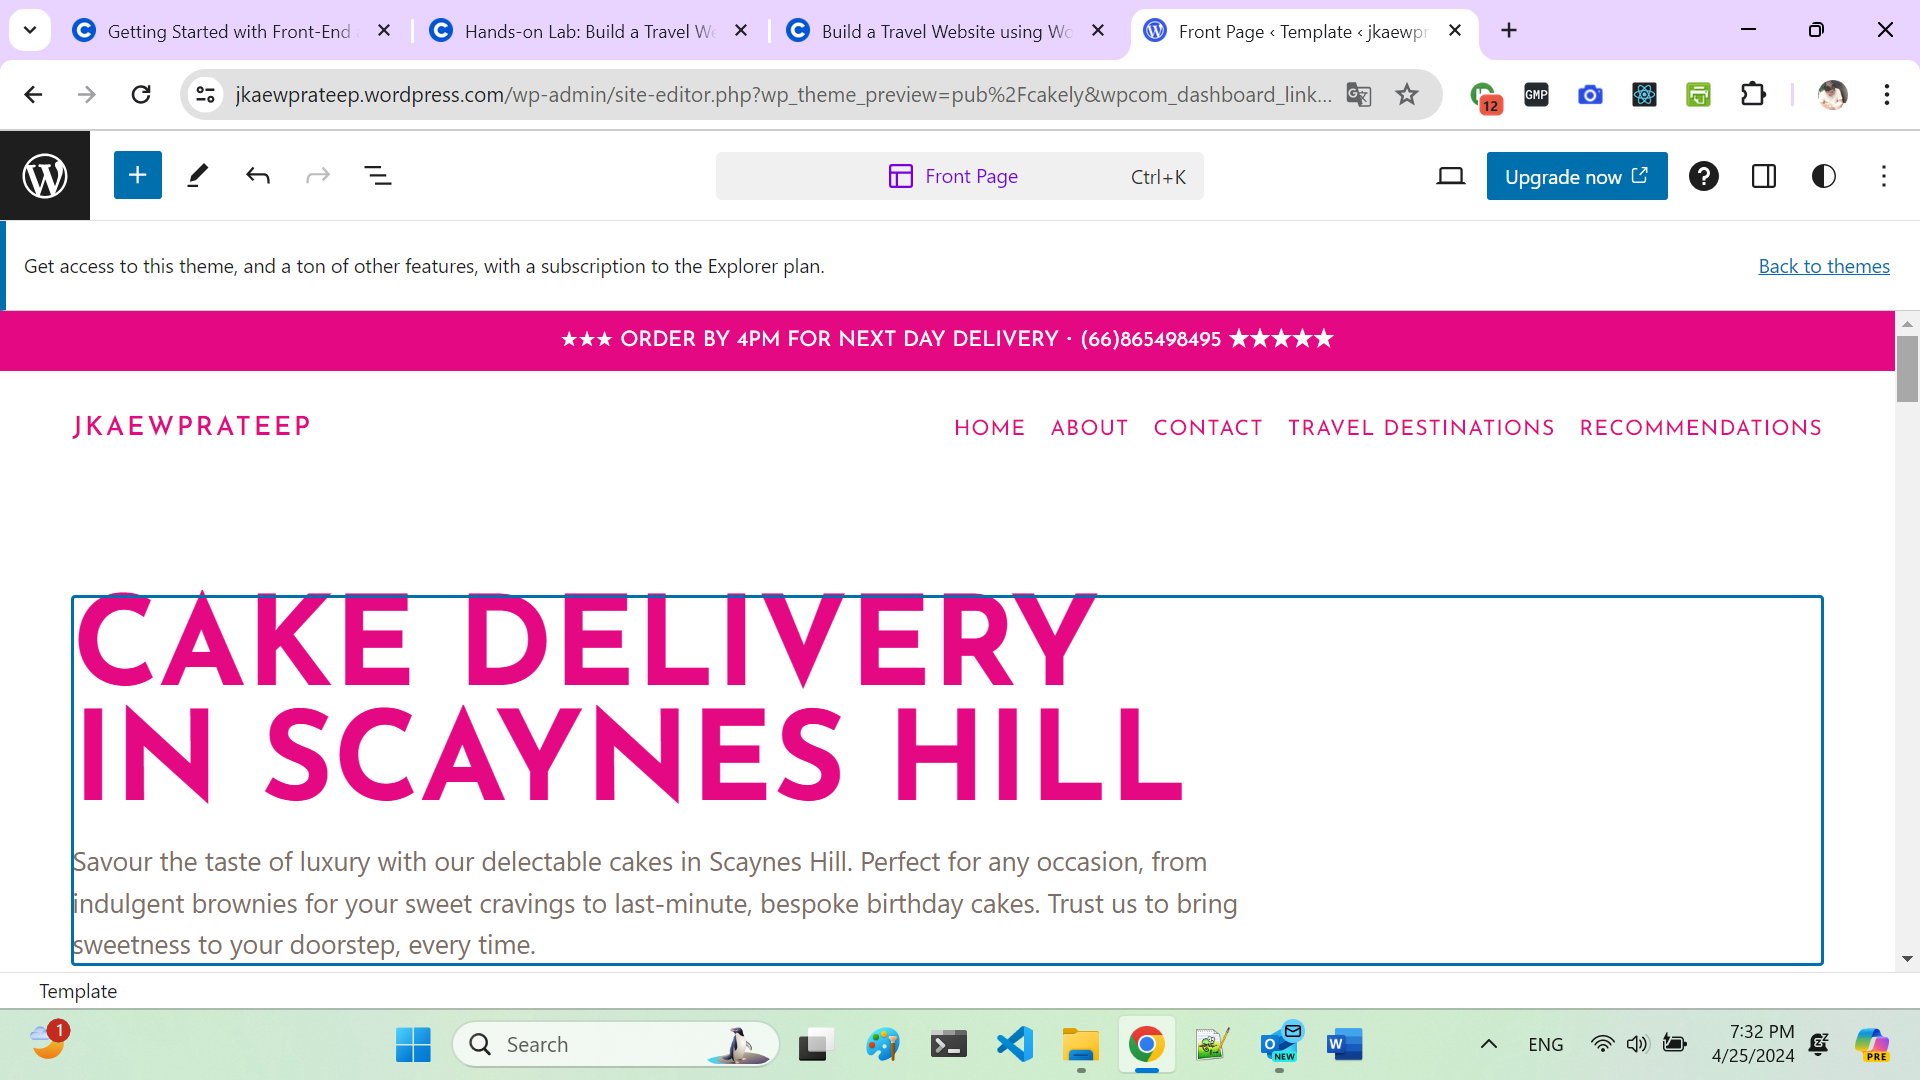 Getting Started with Front-End
Hands-on Lab: Build a Travel We
Build a Travel Website using Wo
Front Page ‹ Template ‹ jkaewpr
jkaewprateep.wordpress.com/wp-admin/site-editor.php?wp_theme_preview=pub%2Fcakely&wpcom_dashboard_link...
12
GMP
Front Page
Ctrl+K
Upgrade now
Get access to this theme, and a ton of other features, with a subscription to the Explorer plan.
Back to themes
★★★ ORDER BY 4PM FOR NEXT DAY DELIVERY · (66)865498495 ★★★★★
JKAEWPRATEEP
HOME ABOUT CONTACT TRAVEL DESTINATIONS RECOMMENDATIONS
CAKE DELIVERY
IN SCAYNES HILL
Savour the taste of luxury with our delectable cakes in Scaynes Hill. Perfect for any occasion, from
indulgent brownies for your sweet cravings to last-minute, bespoke birthday cakes. Trust us to bring
sweetness to your doorstep, every time.
Template
1
Search
NEW
ENG
7:32 PM
4/25/2024
PRE